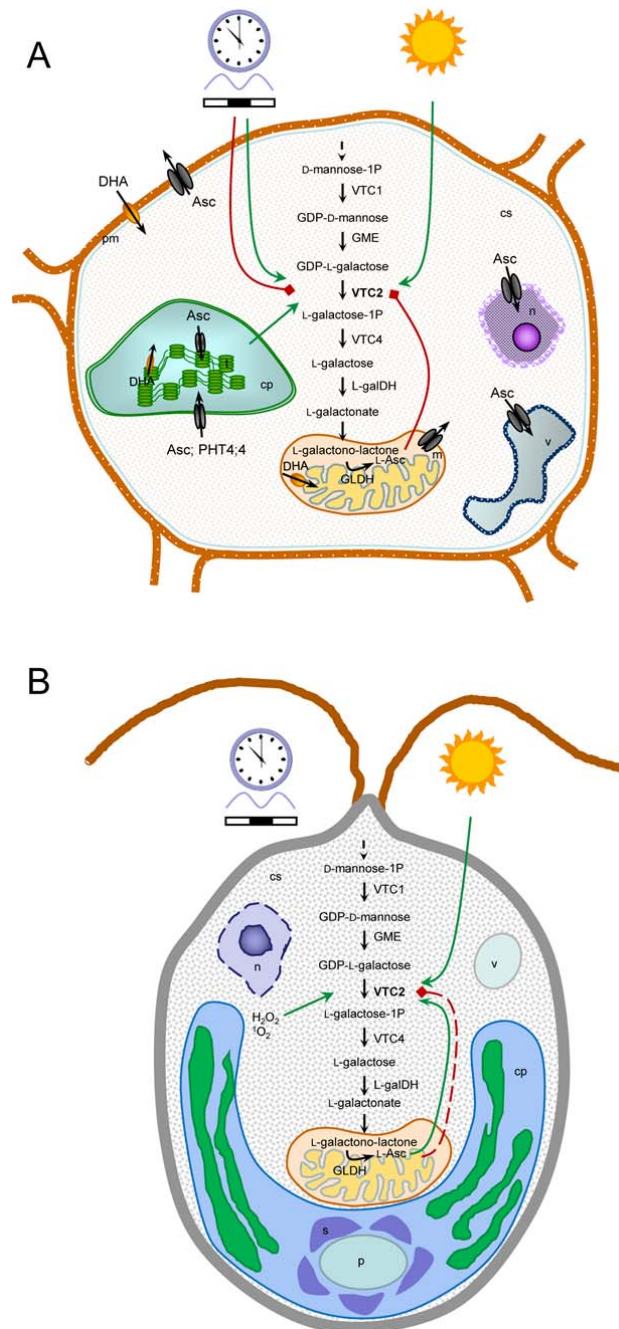 A
DHA
Asc
pm
cs
D-mannose-1P
VTC1
GDP-D-mannose
GME
GDP-L-galactose
VTC2
L-galactose-1P
VTC4
L-galactose
L-galDH
L-galactonate
L-galactono-lactone
L-Asc
GLDH
DHA
m
Asc
t
DHA
cp
Asc; PHT4;4
Asc
n
Asc
v
B
cs
D-mannose-1P
VTC1
GDP-D-mannose
GME
GDP-L-galactose
VTC2
L-galactose-1P
VTC4
L-galactose
L-galDH
L-galactonate
L-galactono-lactone
L-Asc
GLDH
n
H₂O₂
¹O₂
v
cp
s
p